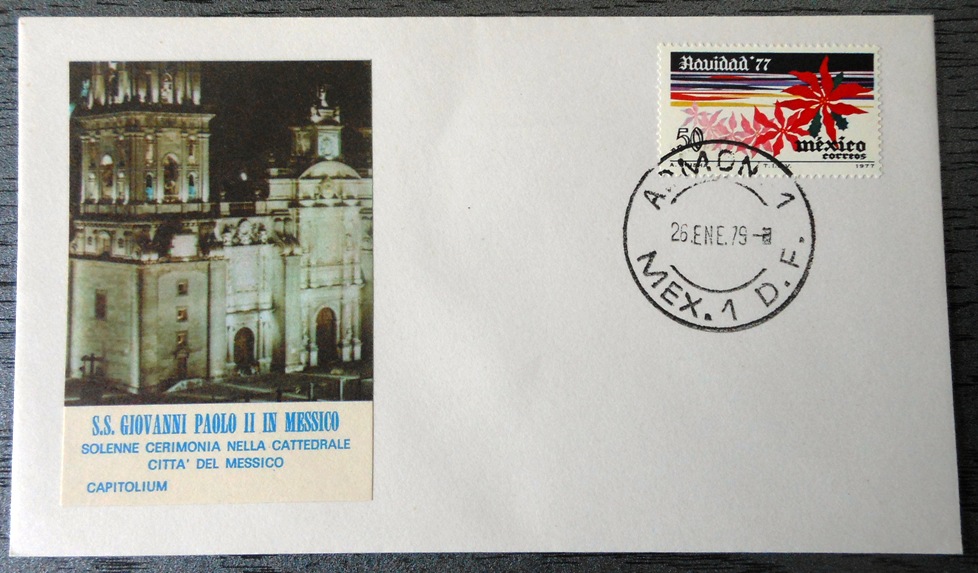 S.S. GIOVANNI PAOLO II IN MESSICO
SOLENNE CERIMONIA NELLA CATTEDRALE
CITTA' DEL MESSICO
CAPITOLIUM
Navidad '77
50
méxico
correos
1977
MEX. 1 D.F.
26.ENE.79